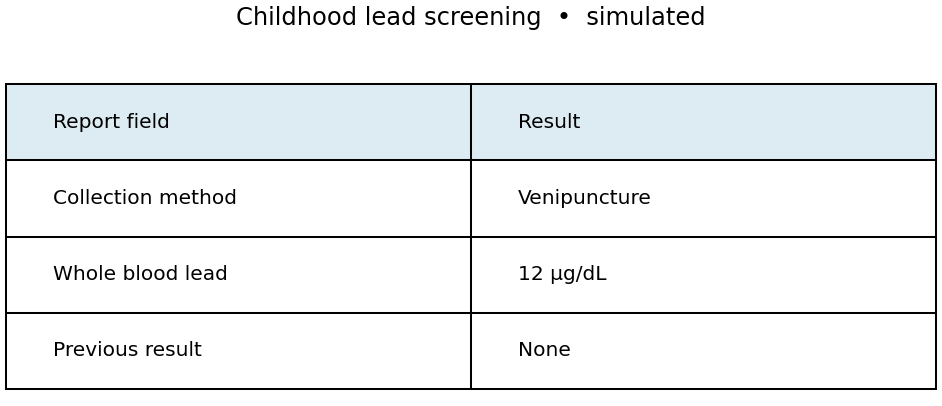 Childhood lead screening • simulated
Report field Result
Collection method Venipuncture
Whole blood lead 12 µg/dL
Previous result None